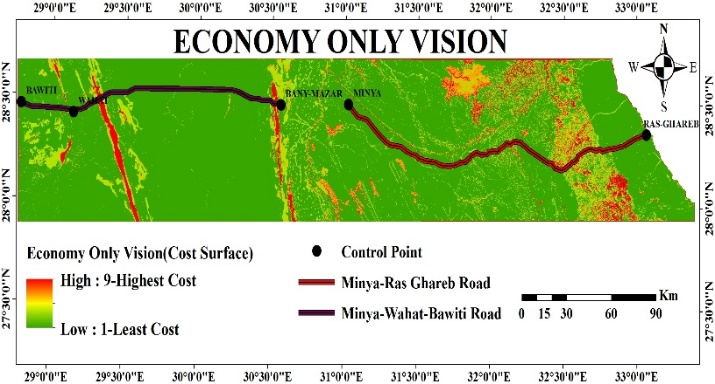 29°0'0"E 29°30'0"E 30°0'0"E 30°30'0"E 31°0'0"E 31°30'0"E 32°0'0"E 32°30'0"E 33°0'0"E
ECONOMY ONLY VISION
N
W E
S
28°30'0"N 28°30'0"N
BAWITI BANY-MAZAR MINYA
RAS-GHAREB
28°0'0"N 28°0'0"N
Economy Only Vision(Cost Surface)
High : 9-Highest Cost
Low : 1-Least Cost
Control Point
Minya-Ras Ghareb Road
Minya-Wahat-Bawiti Road
Km
0 15 30 60 90
27°30'0"N 27°30'0"N
29°0'0"E 29°30'0"E 30°0'0"E 30°30'0"E 31°0'0"E 31°30'0"E 32°0'0"E 32°30'0"E 33°0'0"E